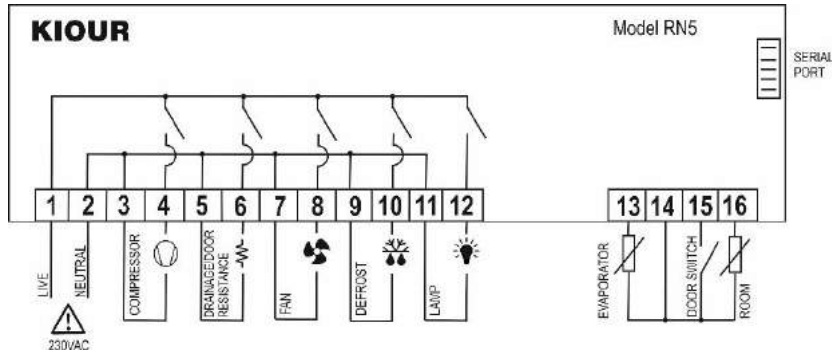 KIOUR
Model RN5
SERIAL
PORT
1 2 3 4 5 6 7 8 9 10 11 12
13 14 15 16
LIVE
NEUTRAL
COMPRESSOR
DRAINAGE/DOOR
RESISTANCE
FAN
DEFROST
LAMP
EVAPORATOR
DOOR SWITCH
ROOM
230VAC